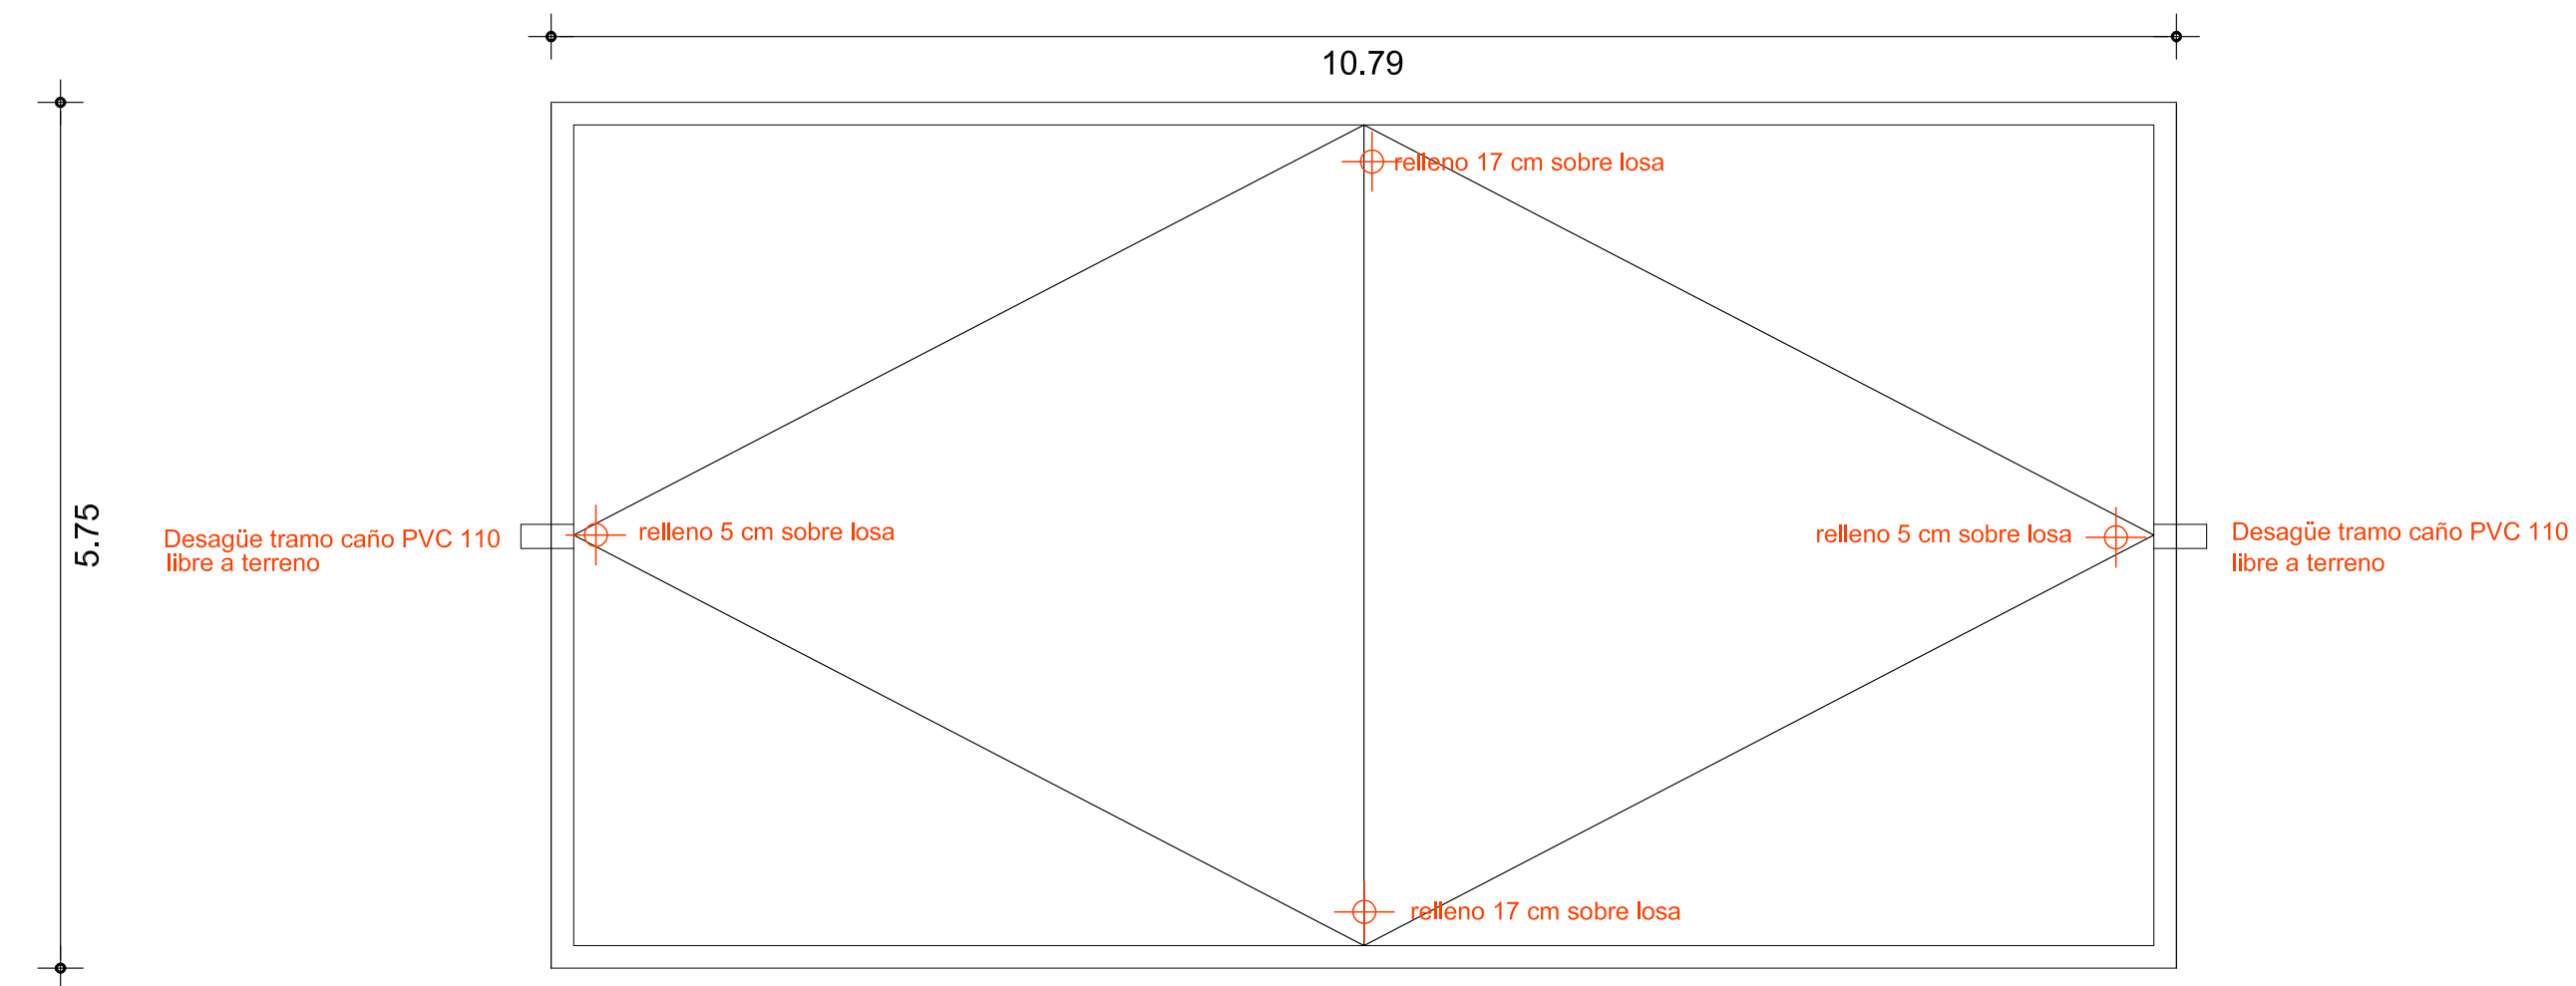 10.79
relleno 17 cm sobre losa
5.75
Desagüe tramo caño PVC 110
libre a terreno
relleno 5 cm sobre losa
relleno 5 cm sobre losa
Desagüe tramo caño PVC 110
libre a terreno
relleno 17 cm sobre losa